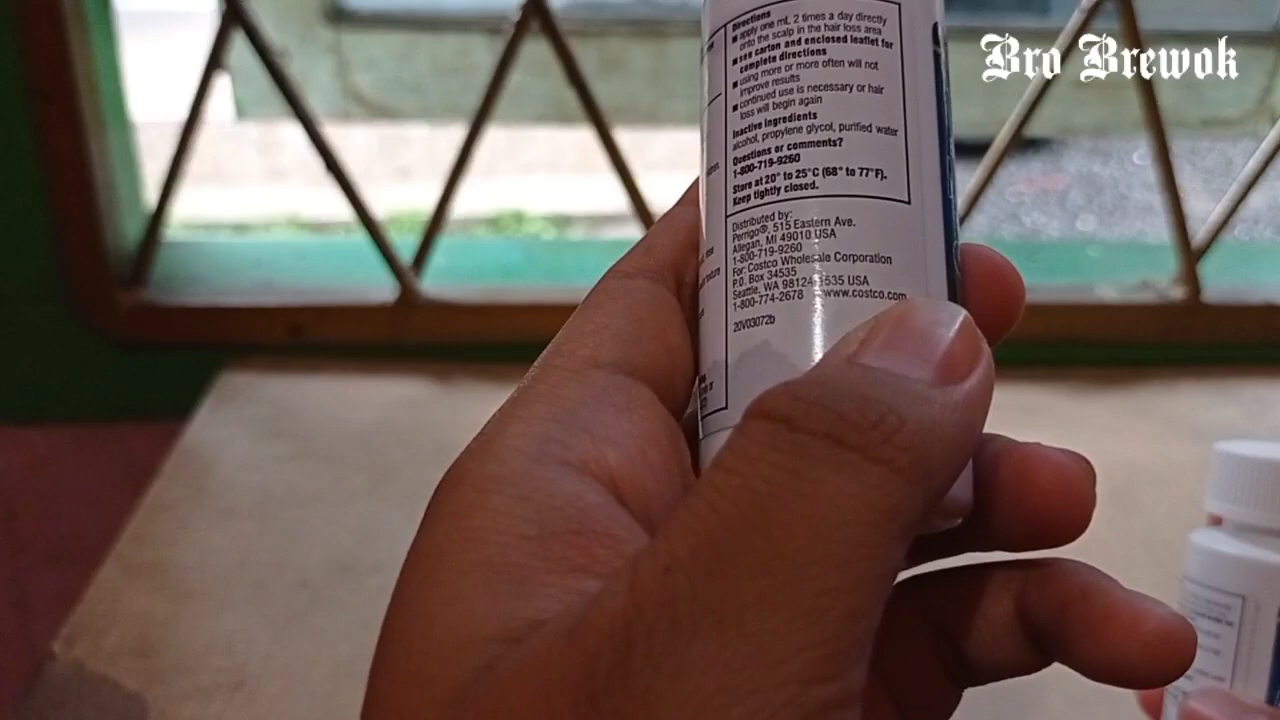 Bro Brewok
Directions
■ apply one mL 2 times a day directly
onto the scalp in the hair loss area
■ see carton and enclosed leaflet for
complete directions
■ using more or more often will not
improve results
■ continued use is necessary or hair
loss will begin again
Inactive ingredients
alcohol, propylene glycol, purified water
Questions or comments?
1-800-719-9260
Store at 20° to 25°C (68° to 77°F).
Keep tightly closed.
Distributed by:
Perrigo®, 515 Eastern Ave.
Allegan, MI 49010 USA
1-800-719-9260
For: Costco Wholesale Corporation
P.O. Box 34535
Seattle, WA 98124-1535 USA
1-800-774-2678 www.costco.com
20V03072b